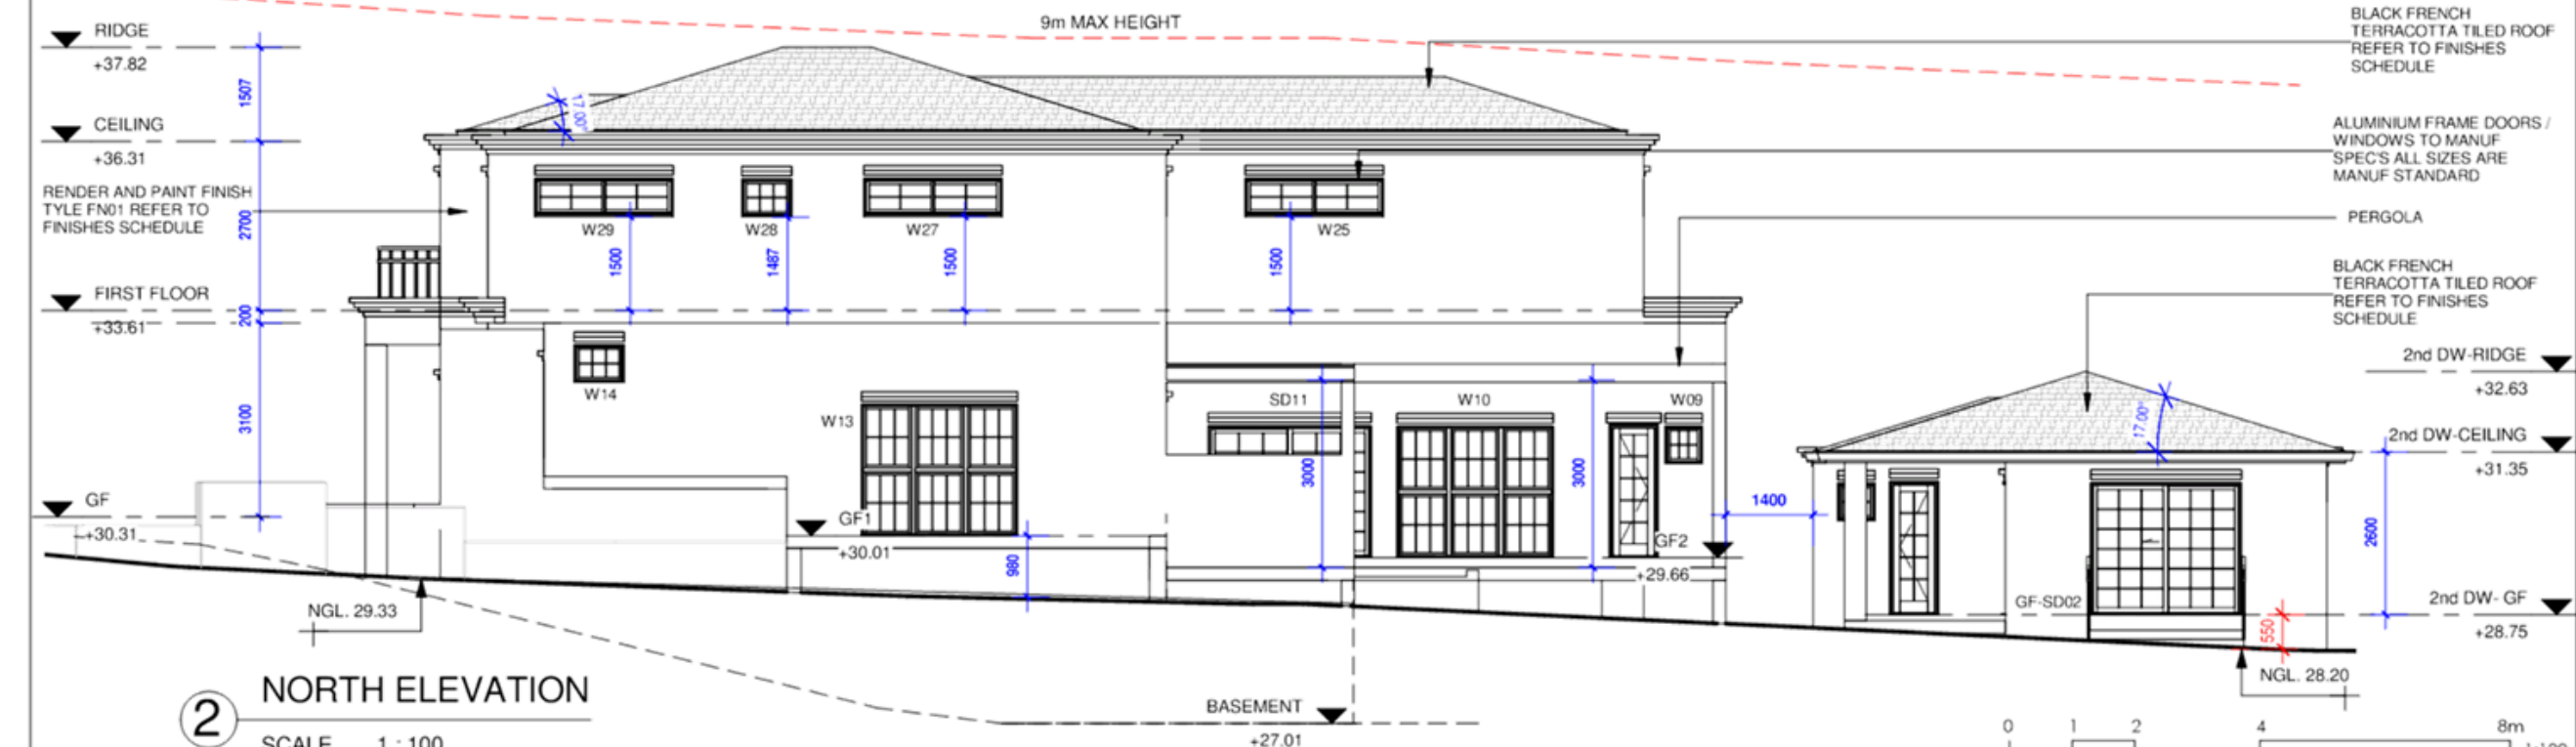 9m MAX HEIGHT
RIDGE
+37.82
1507
CEILING
+36.31
RENDER AND PAINT FINISH
TYLE FN01 REFER TO
FINISHES SCHEDULE
2700
FIRST FLOOR
+33.61
200
3100
GF
+30.31
17.00°
W29
W28
W27
W25
1500
1487
1500
1500
W14
W13
SD11
W10
W09
3000
3000
GF1
+30.01
980
GF2
+29.66
1400
NGL. 29.33
BLACK FRENCH
TERRACOTTA TILED ROOF
REFER TO FINISHES
SCHEDULE
ALUMINIUM FRAME DOORS /
WINDOWS TO MANUF
SPEC'S ALL SIZES ARE
MANUF STANDARD
PERGOLA
BLACK FRENCH
TERRACOTTA TILED ROOF
REFER TO FINISHES
SCHEDULE
2nd DW-RIDGE
+32.63
17.00°
2nd DW-CEILING
+31.35
2600
GF-SD02
2nd DW- GF
+28.75
550
NGL. 28.20
BASEMENT
+27.01
2
NORTH ELEVATION
SCALE 1 : 100
0 1 2 4 8m